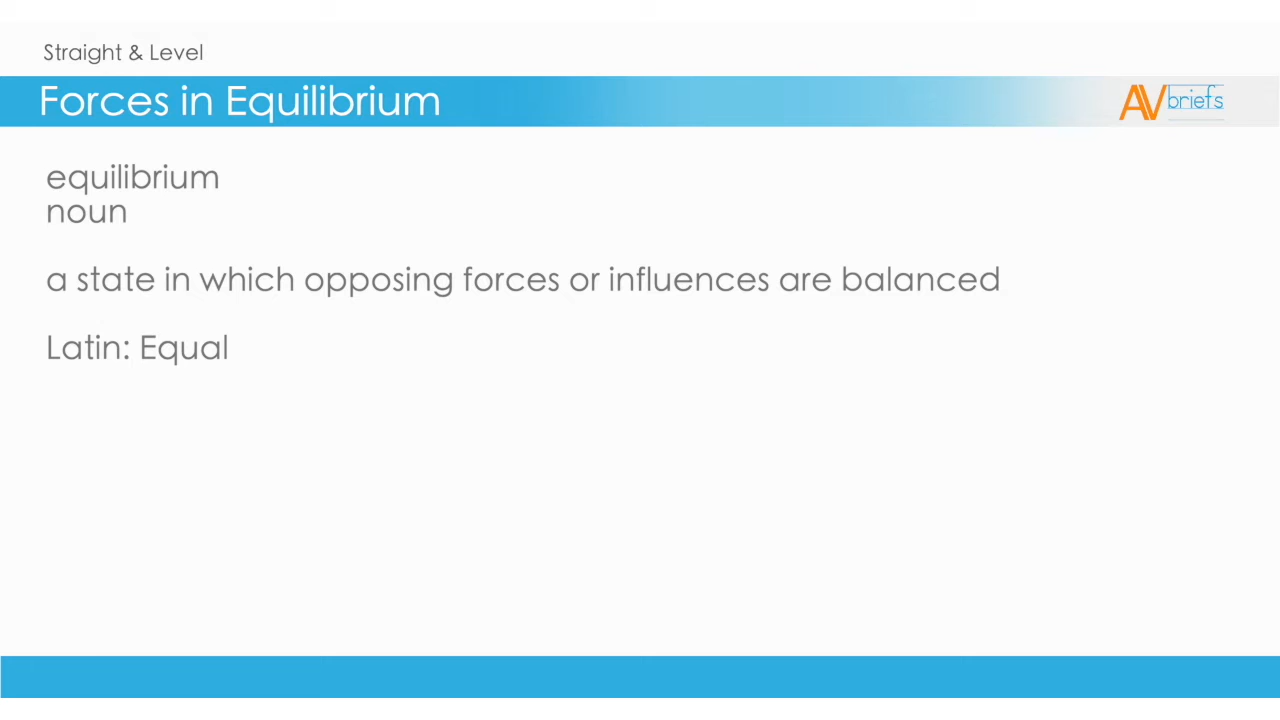 Straight & Level
Forces in Equilibrium
AV briefs
equilibrium
noun
a state in which opposing forces or influences are balanced
Latin: Equal